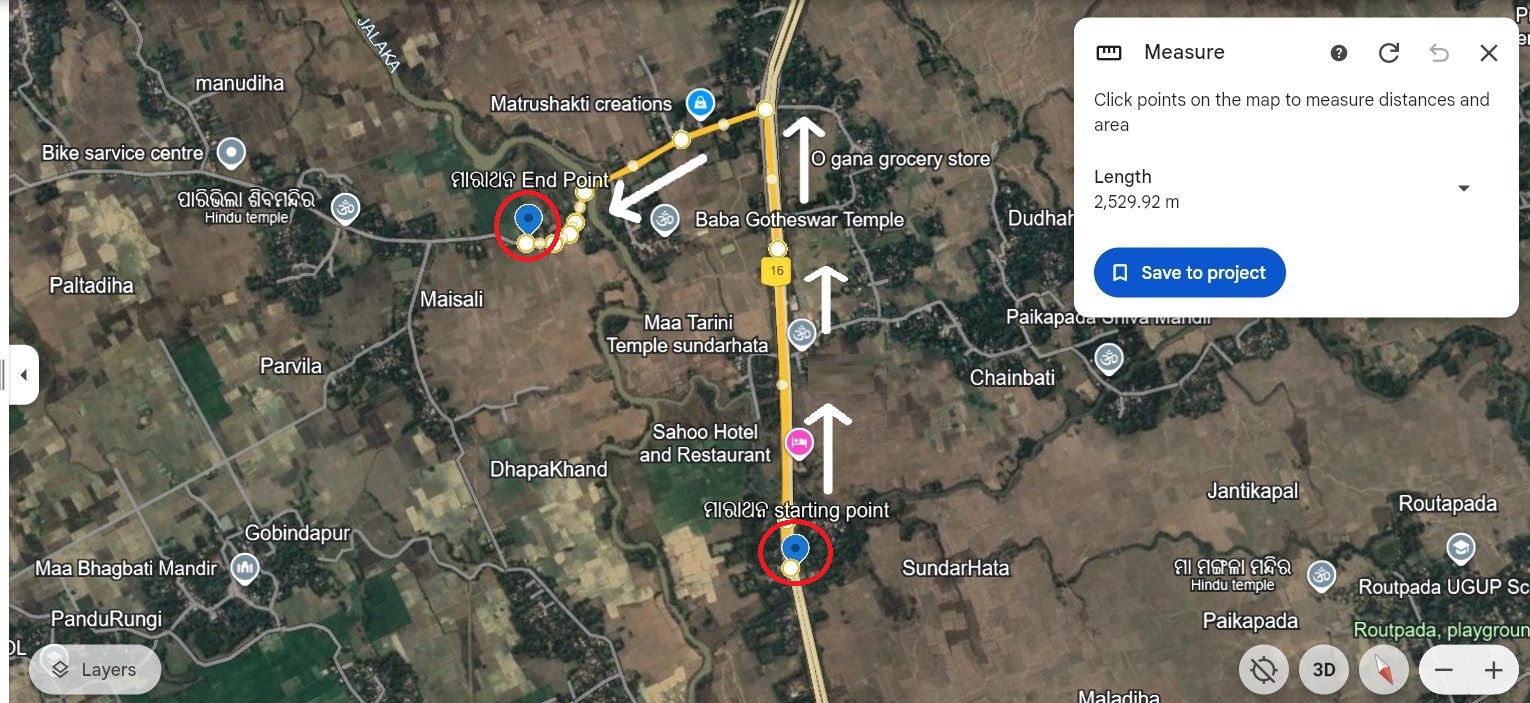 JALAKA
manudiha
Matrushakti creations
Bike sarvice centre
ପାରିଭିଲା ଶିବମନ୍ଦିର
Hindu temple
ମାରାଥନ End Point
O gana grocery store
Baba Gotheswar Temple
Dudhah
Paltadiha
Maisali
16
Maa Tarini
Temple sundarhata
Paikapada Shiva Mandir
Parvila
Chainbati
Sahoo Hotel
and Restaurant
DhapaKhand
ମାରାଥନ starting point
Jantikapal
Routapada
Gobindapur
Maa Bhagbati Mandir
SundarHata
ମା ମଙ୍ଗଳା ମନ୍ଦିର
Hindu temple
Routpada UGUP Sc
PanduRungi
Paikapada
Routpada, playgroun
OL
Layers
3D
Maladiha
Measure
Click points on the map to measure distances and
area
Length
2,529.92 m
Save to project